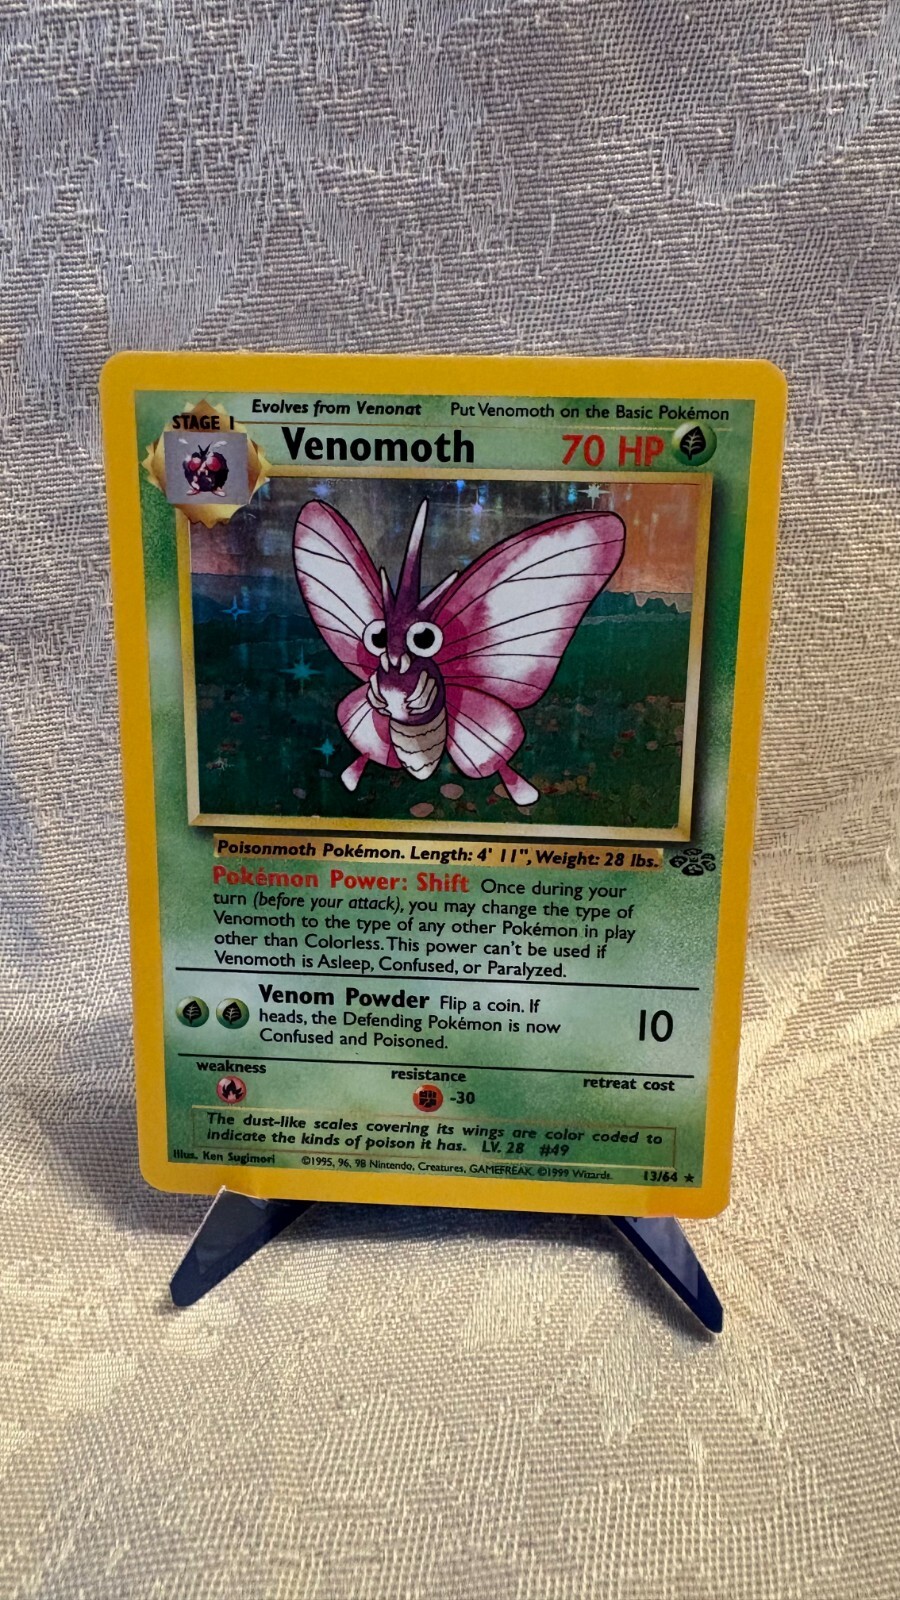 Evolves from Venonat Put Venomoth on the Basic Pokémon
STAGE 1
Venomoth 70 HP
Poisonmoth Pokémon. Length: 4' 11", Weight: 28 lbs.
Pokémon Power: Shift Once during your
turn (before your attack), you may change the type of
Venomoth to the type of any other Pokémon in play
other than Colorless. This power can't be used if
Venomoth is Asleep, Confused, or Paralyzed.
Venom Powder Flip a coin. If
heads, the Defending Pokémon is now
Confused and Poisoned.
10
weakness resistance retreat cost
-30
The dust-like scales covering its wings are color coded to
indicate the kinds of poison it has. LV. 28 #49
Illus. Ken Sugimori ©1995, 96, 98 Nintendo, Creatures, GAMEFREAK. ©1999 Wizards. 13/64 ★